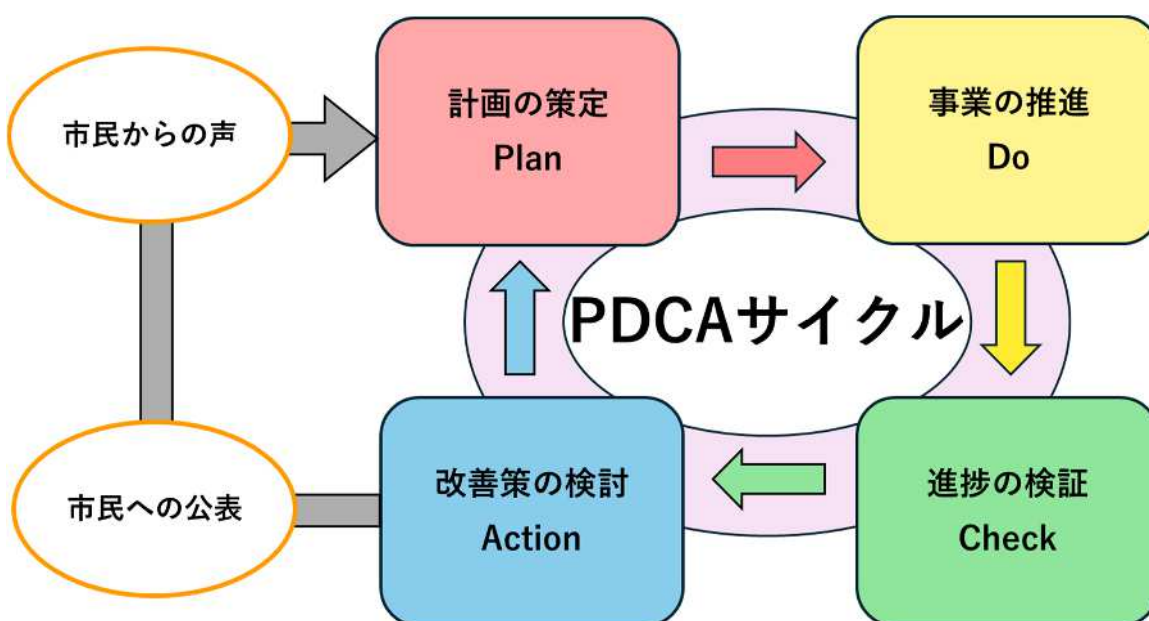 市民からの声
計画の策定
Plan
事業の推進
Do
PDCAサイクル
市民への公表
改善策の検討
Action
進捗の検証
Check